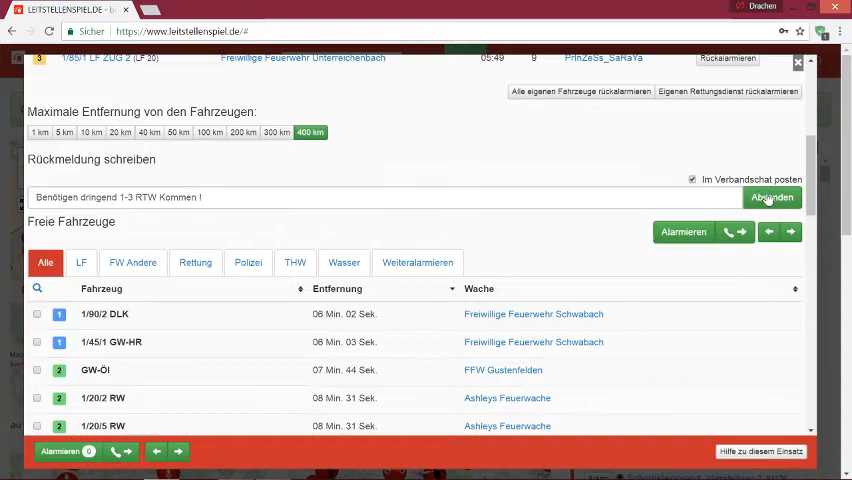 LEITSTELLENSPIEL.DE - b
Drachen
Sicher https://www.leitstellenspiel.de/#
3 1/85/1 LF ZUG 2 (LF 20) Freiwillige Feuerwehr Unterreichenbach 05:49 9 PrInZeSs_SaRaYa Rückalarmieren
Alle eigenen Fahrzeuge rückalarmieren Eigenen Rettungsdienst rückalarmieren
Maximale Entfernung von den Fahrzeugen:
1 km 5 km 10 km 20 km 40 km 50 km 100 km 200 km 300 km 400 km
Rückmeldung schreiben
Im Verbandschat posten
Benötigen dringend 1-3 RTW Kommen ! Absenden
Freie Fahrzeuge
Alarmieren
Alle LF FW Andere Rettung Polizei THW Wasser Weiteralarmieren
Fahrzeug Entfernung Wache
1 1/90/2 DLK 06 Min. 02 Sek. Freiwillige Feuerwehr Schwabach
1 1/45/1 GW-HR 06 Min. 03 Sek. Freiwillige Feuerwehr Schwabach
2 GW-Öl 07 Min. 44 Sek. FFW Gustenfelden
2 1/20/2 RW 08 Min. 31 Sek. Ashleys Feuerwache
2 1/20/5 RW 08 Min. 31 Sek. Ashleys Feuerwache
Alarmieren 0 Hilfe zu diesem Einsatz